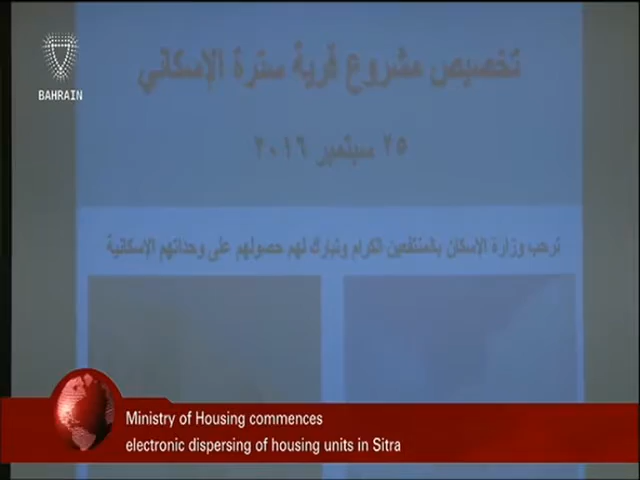 BAHRAIN
تخصيص مشروع قرية سترة الإسكاني
٢٥ سبتمبر ٢٠١٦
ترحب وزارة الإسكان بالمنتفعين الكرام وتبارك لهم حصولهم على وحداتهم الإسكانية
Ministry of Housing commences
electronic dispersing of housing units in Sitra